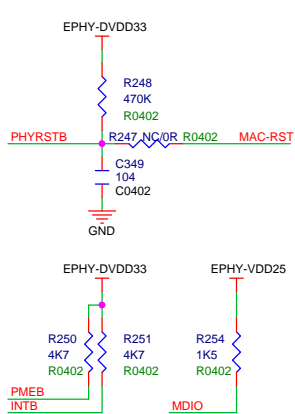 EPHY-DVDD33
R248
470K
R0402
PHYRSTB R247 NC/0R R0402 MAC-RST
C349
104
C0402
GND
EPHY-DVDD33 EPHY-VDD25
R250 R251 R254
4K7 4K7 1K5
R0402 R0402 R0402
PMEB
INTB MDIO